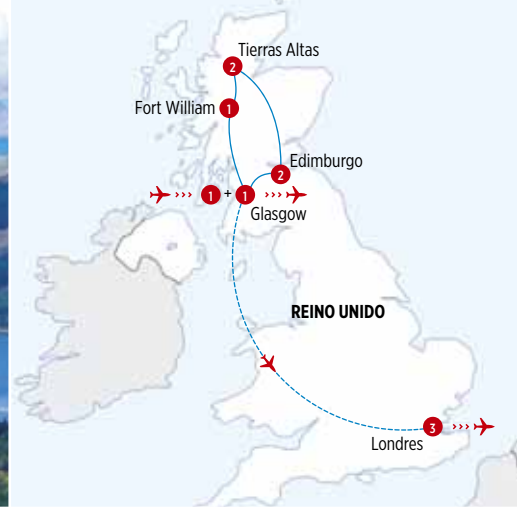 Tierras Altas
2
Fort William 1
Edimburgo
2
1 + 1
Glasgow
REINO UNIDO
3
Londres